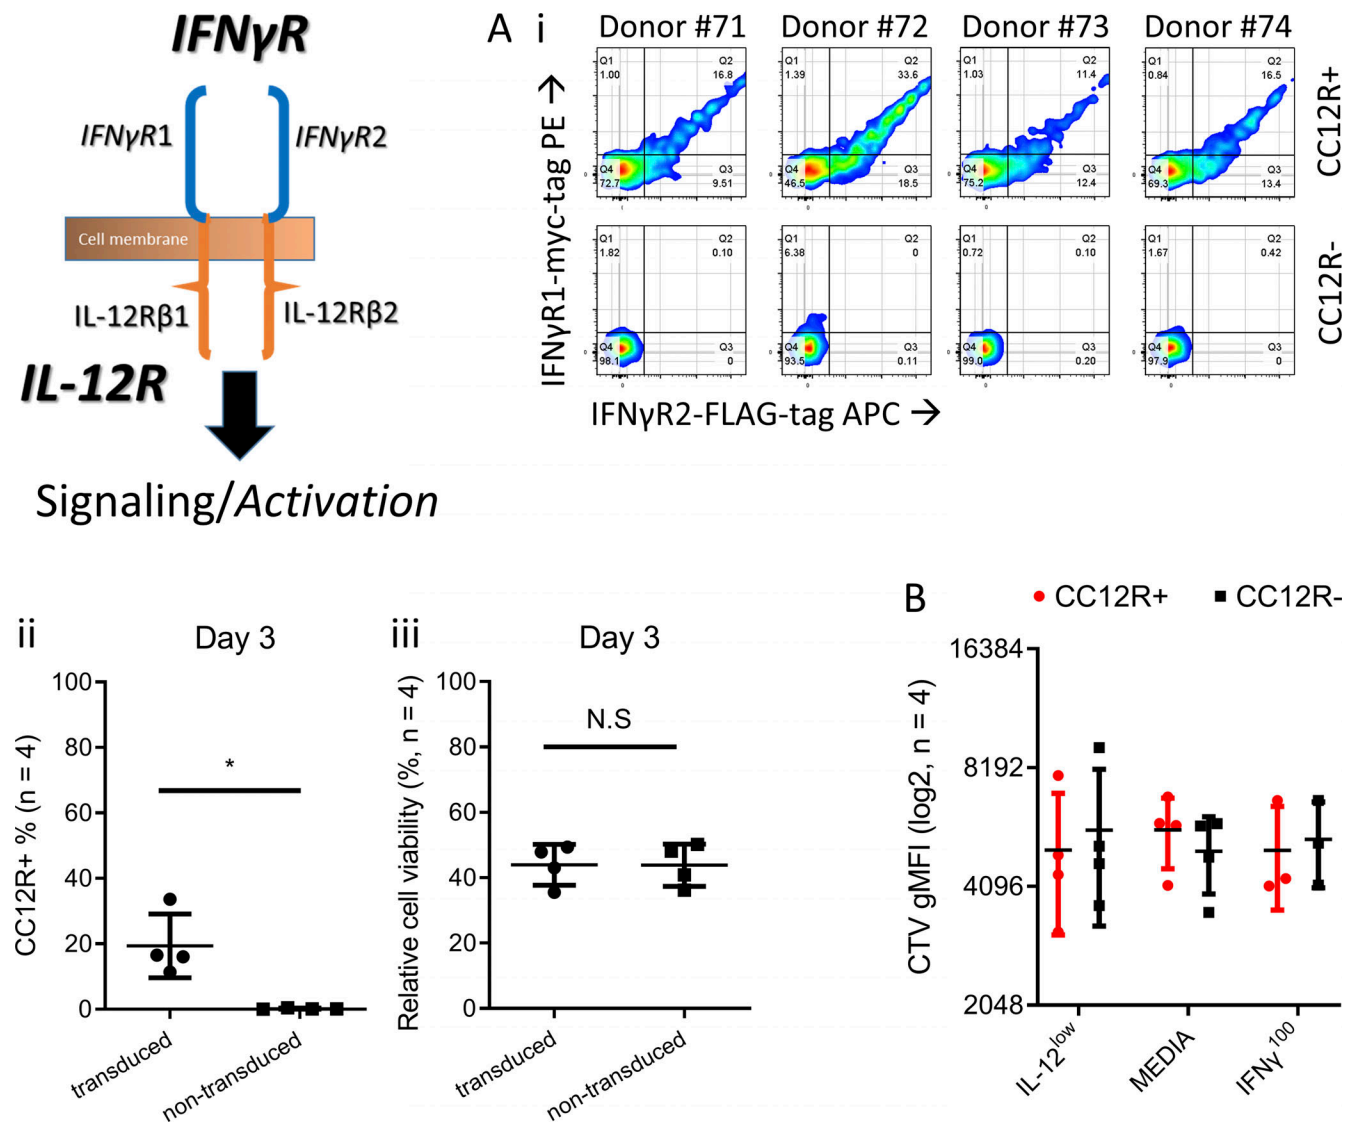 IFNγR
IFNγR1
IFNγR2
Cell membrane
IL-12Rβ1
IL-12Rβ2
IL-12R
Signaling/Activation
A i
Donor #71 Donor #72 Donor #73 Donor #74
Q1 Q2 Q1 Q2 Q1 Q2 Q1 Q2
1.00 16.8 1.39 33.6 1.03 11.4 0.84 16.5
Q4 Q3 Q4 Q3 Q4 Q3 Q4 Q3
72.7 9.51 46.5 18.5 75.2 12.4 69.3 13.4
CC12R+
Q1 Q2 Q1 Q2 Q1 Q2 Q1 Q2
1.82 0.10 6.38 0 0.72 0.10 1.67 0.42
Q4 Q3 Q4 Q3 Q4 Q3 Q4 Q3
98.1 0 93.5 0.11 99.0 0.20 97.9 0
CC12R-
IFNγR1-myc-tag PE →
IFNγR2-FLAG-tag APC →
ii
Day 3
CC12R+ % (n = 4)
100
80
60
40
20
0
*
transduced
non-transduced
iii
Day 3
Relative cell viability (%, n = 4)
100
80
60
40
20
0
N.S
transduced
non-transduced
B
CC12R+ CC12R-
CTV gMFI (log2, n = 4)
16384
8192
4096
2048
IL-12low
MEDIA
IFNγ 100